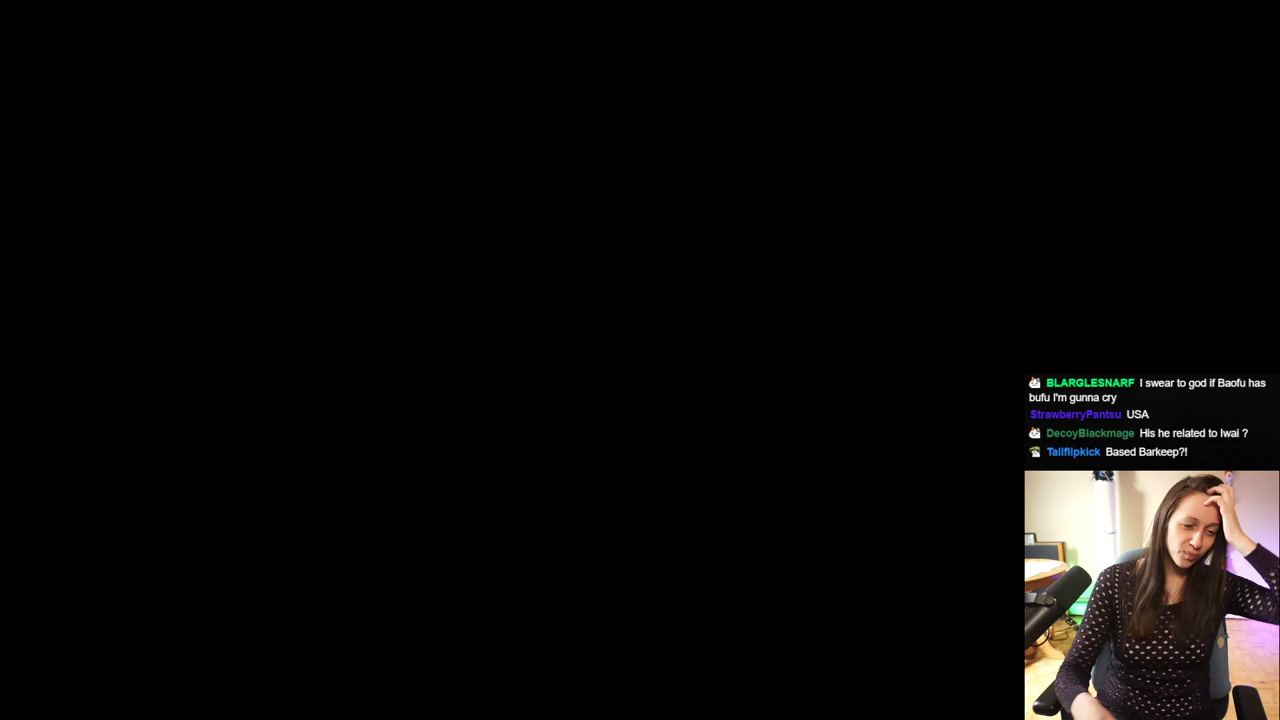 BLARGLESNARF I swear to god if Baofu has
bufu I'm gunna cry
StrawberryPantsu USA
DecoyBlackmage His he related to Iwai ?
Tallflipkick Based Barkeep?!